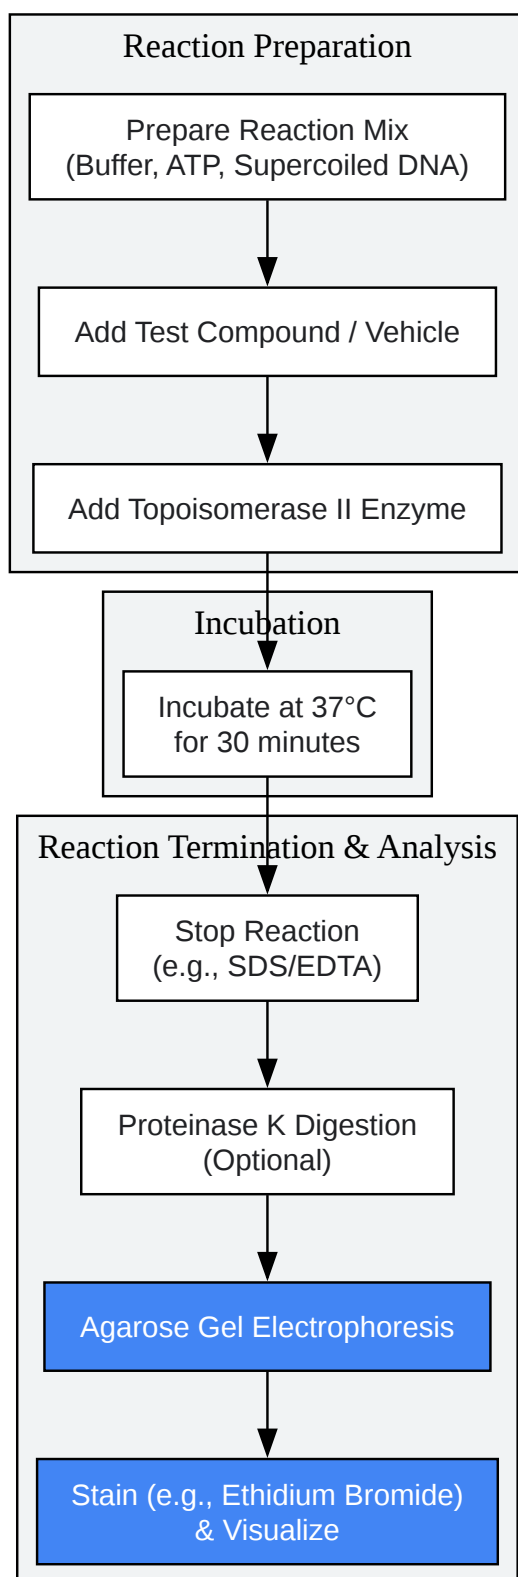 Reaction Preparation
Prepare Reaction Mix
(Buffer, ATP, Supercoiled DNA)
Add Test Compound / Vehicle
Add Topoisomerase II Enzyme
Incubation
Incubate at 37°C
for 30 minutes
Reaction Termination & Analysis
Stop Reaction
(e.g., SDS/EDTA)
Proteinase K Digestion
(Optional)
Agarose Gel Electrophoresis
Stain (e.g., Ethidium Bromide)
& Visualize